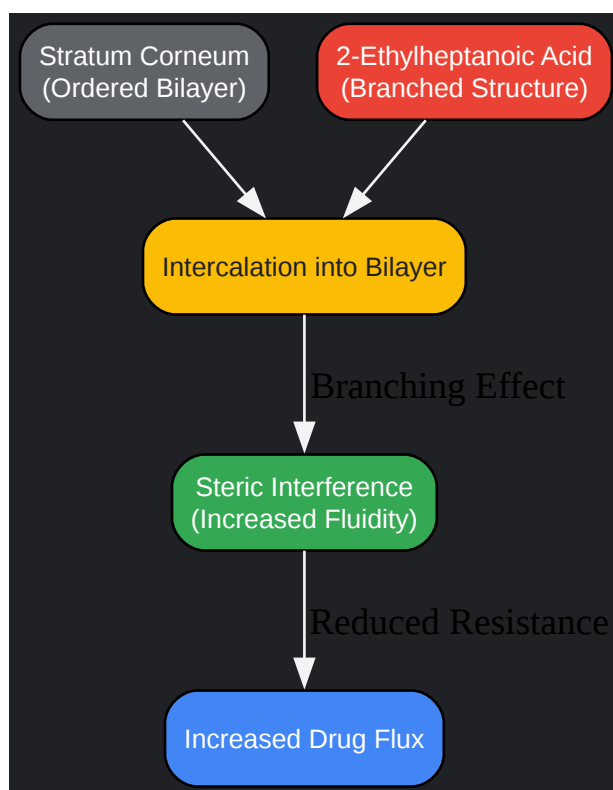 Stratum Corneum
(Ordered Bilayer)
2-Ethylheptanoic Acid
(Branched Structure)
Intercalation into Bilayer
Branching Effect
Steric Interference
(Increased Fluidity)
Reduced Resistance
Increased Drug Flux